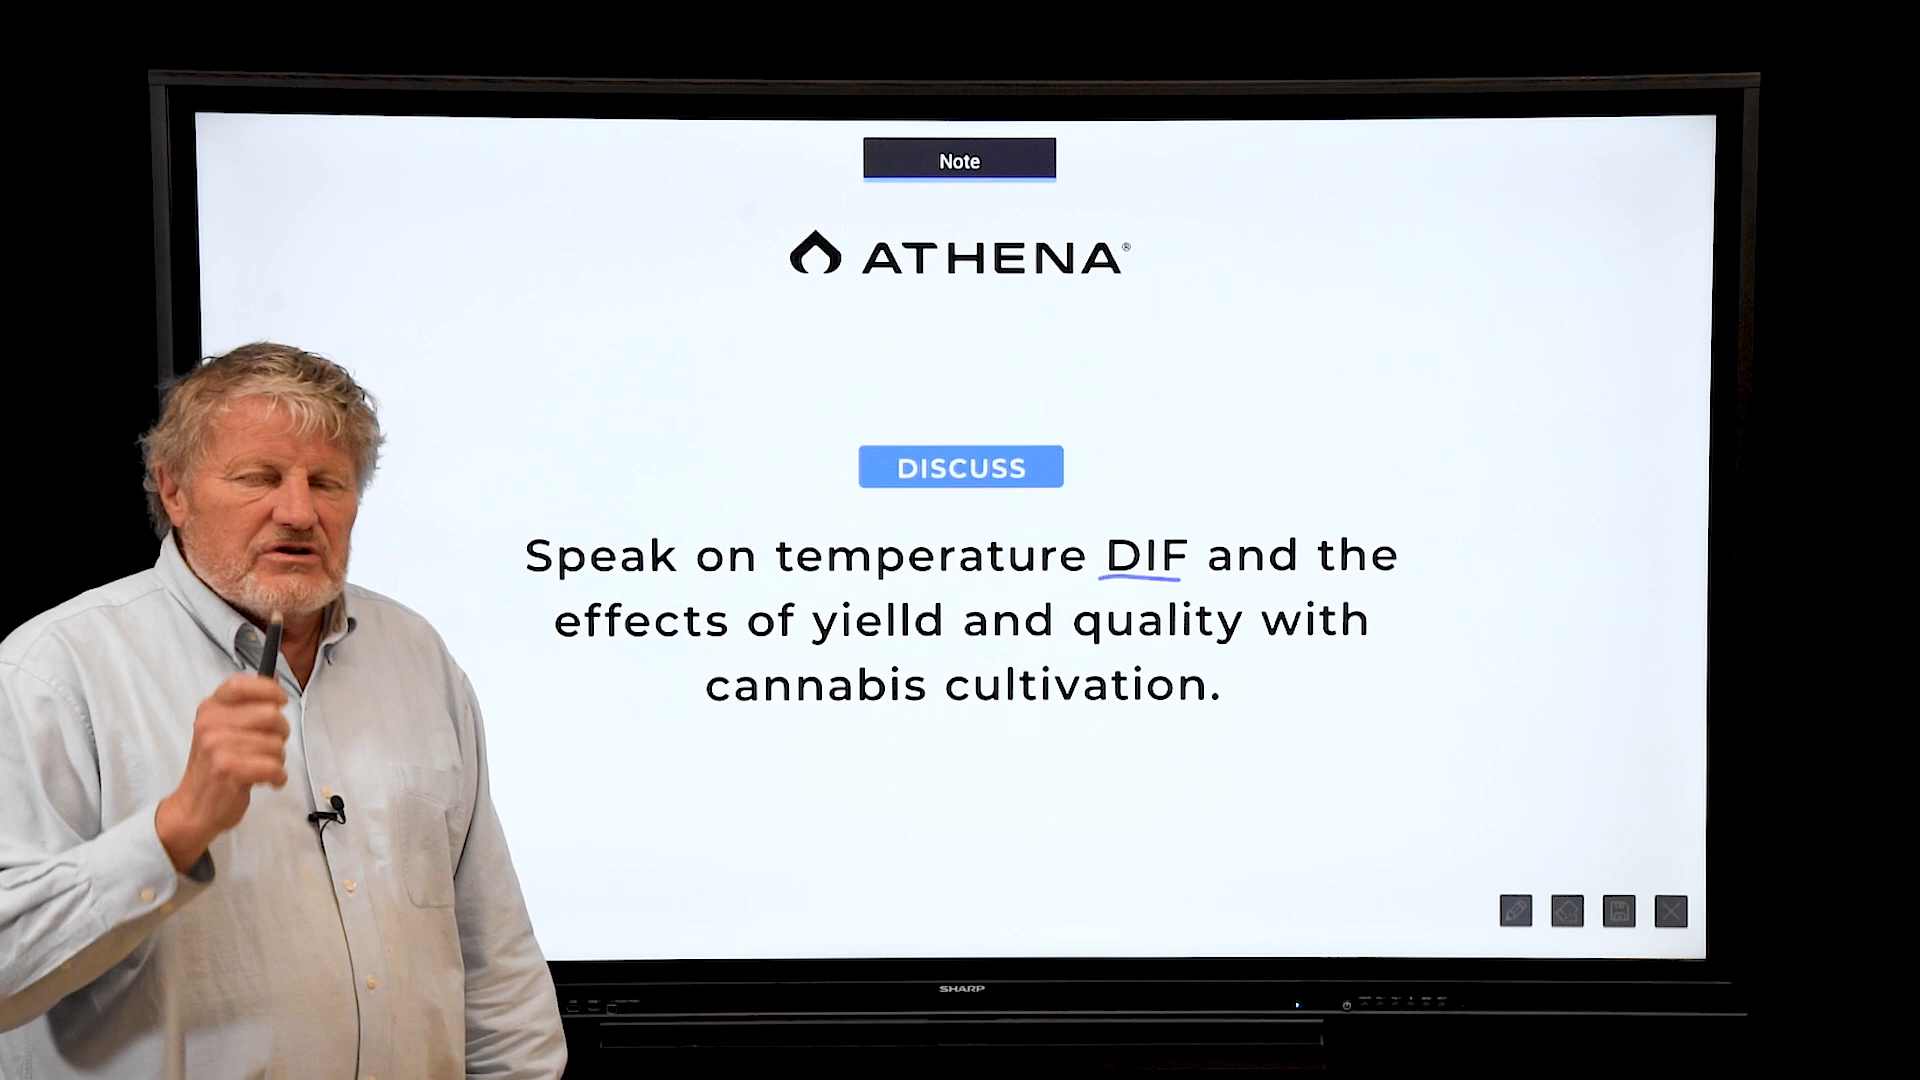 Note
ATHENA®
DISCUSS
Speak on temperature DIF and the
effects of yielld and quality with
cannabis cultivation.
SHARP